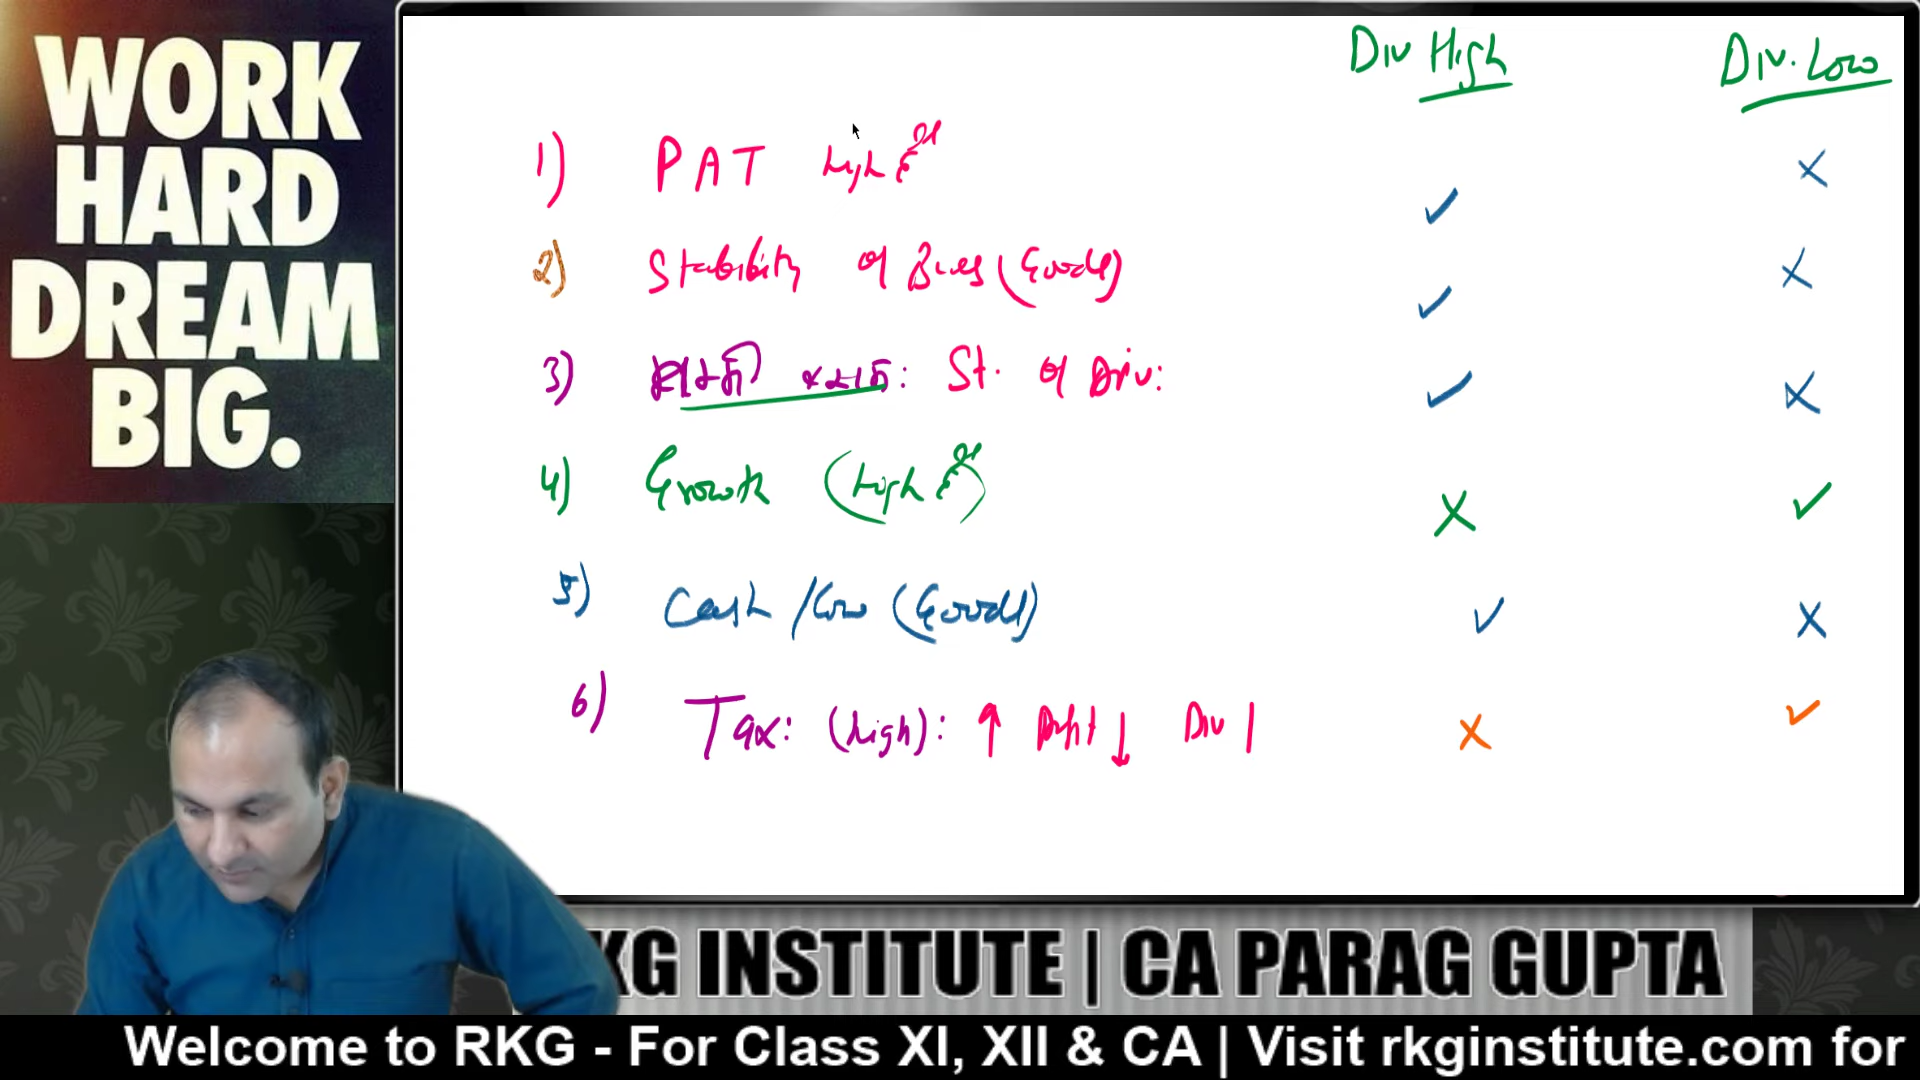 WORK
HARD
DREAM
BIG.
Div High
Div. Low
1) PAT high है
2) Stability of Bus (Good)
3) St. of Div:
4) Growth (high है)
5) Cash flow (Good)
6) Tax: (high): ↑ Profit ↓ Div
KG INSTITUTE | CA PARAG GUPTA
Welcome to RKG - For Class XI, XII & CA | Visit rkginstitute.com for